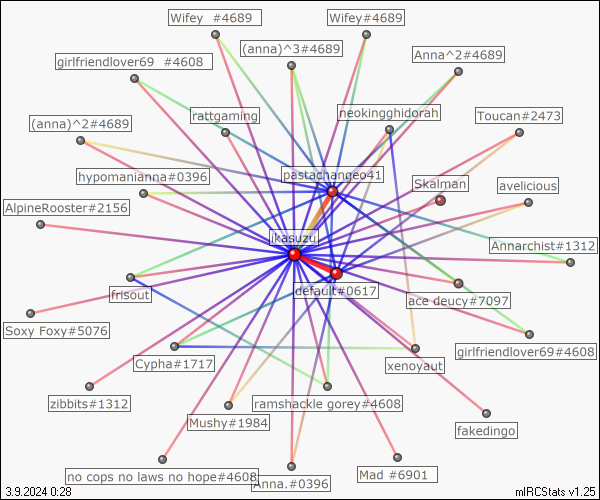 Wifey  #4689
Wifey#4689
(anna)^3#4689
Anna^2#4689
girlfriendlover69  #4608
rattgaming
neokingghidorah
Toucan#2473
(anna)^2#4689
pastachangeo41
hypomanianna#0396
Skalman
avelicious
AlpineRooster#2156
ikasuzu
Annarchist#1312
frisout
default#0617
ace deucy#7097
Soxy Foxy#5076
Cypha#1717
xenoyaut
girlfriendlover69#4608
zibbits#1312
ramshackle gorey#4608
Mushy#1984
fakedingo
no cops no laws no hope#4608
Anna.#0396
Mad #6901
3.9.2024 0:28
mIRCStats v1.25